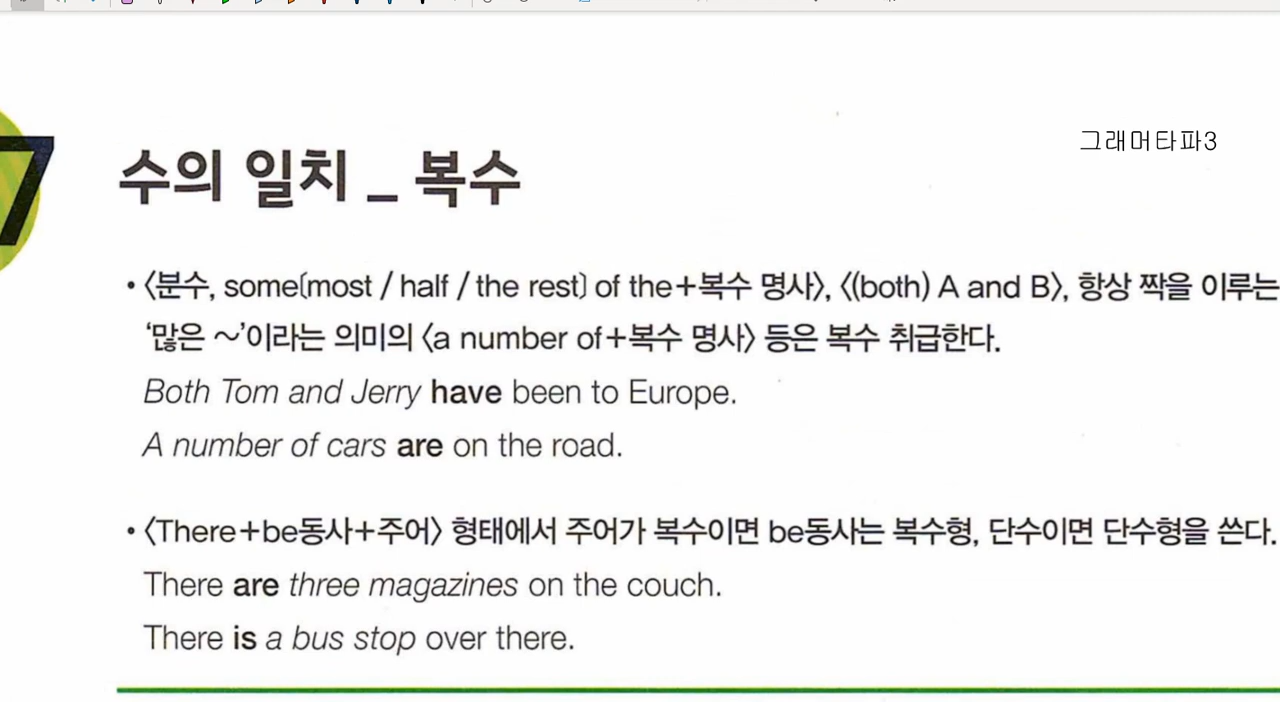 7
그래머타파3
수의 일치 _ 복수
• 〈분수, some(most / half / the rest) of the+복수 명사〉, 〈(both) A and B〉, 항상 짝을 이루는
‘많은 ~’이라는 의미의 〈a number of+복수 명사〉 등은 복수 취급한다.
Both Tom and Jerry have been to Europe.
A number of cars are on the road.
• 〈There+be동사+주어〉 형태에서 주어가 복수이면 be동사는 복수형, 단수이면 단수형을 쓴다.
There are three magazines on the couch.
There is a bus stop over there.